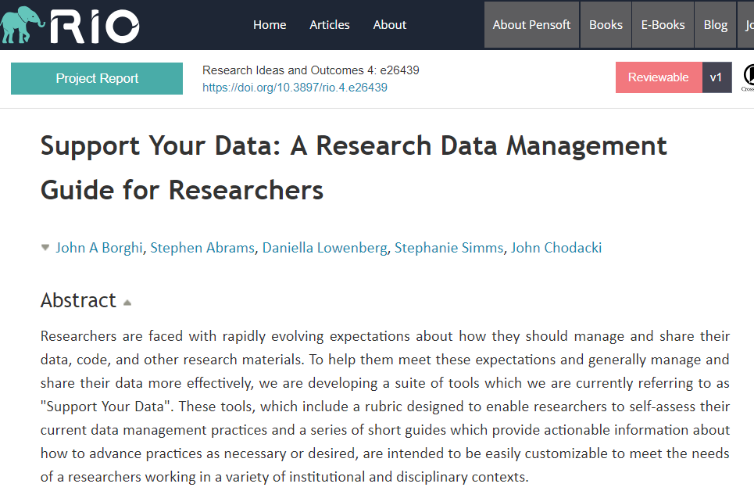 RIO
Home Articles About
About Pensoft Books E-Books Blog
Project Report
Research Ideas and Outcomes 4: e26439
https://doi.org/10.3897/rio.4.e26439
Reviewable v1
Support Your Data: A Research Data Management
Guide for Researchers
John A Borghi, Stephen Abrams, Daniella Lowenberg, Stephanie Simms, John Chodacki
Abstract
Researchers are faced with rapidly evolving expectations about how they should manage and share their
data, code, and other research materials. To help them meet these expectations and generally manage and
share their data more effectively, we are developing a suite of tools which we are currently referring to as
"Support Your Data". These tools, which include a rubric designed to enable researchers to self-assess their
current data management practices and a series of short guides which provide actionable information about
how to advance practices as necessary or desired, are intended to be easily customizable to meet the needs
of a researchers working in a variety of institutional and disciplinary contexts.